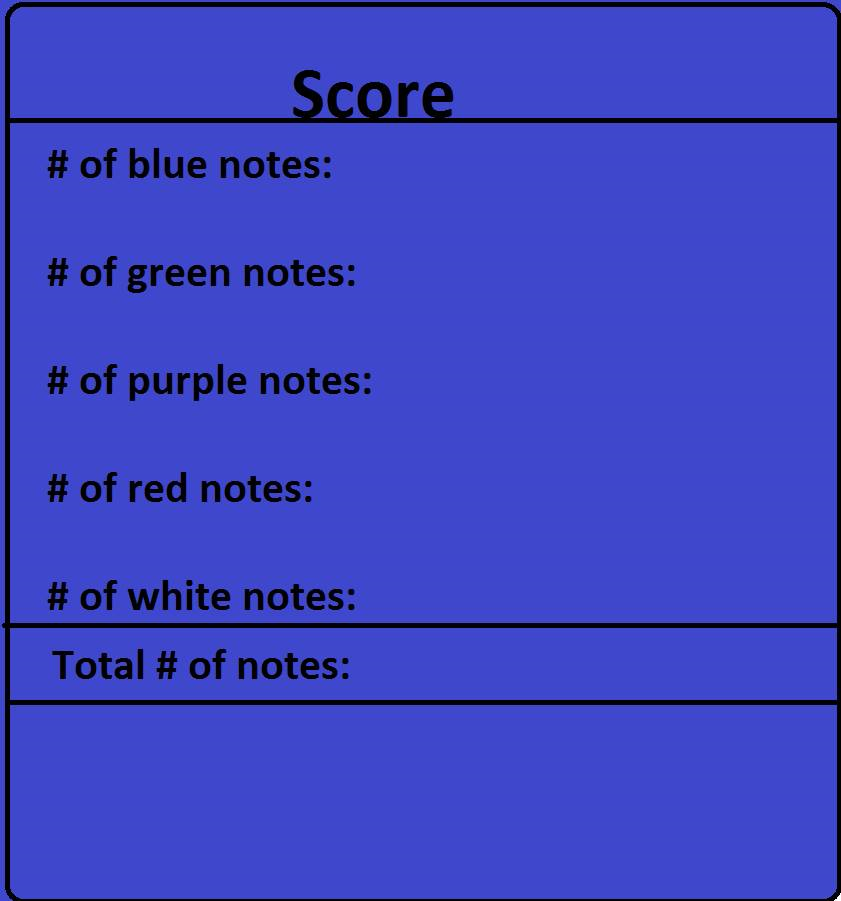 Score
# of blue notes:
# of green notes:
# of purple notes:
# of red notes:
# of white notes:
Total # of notes: